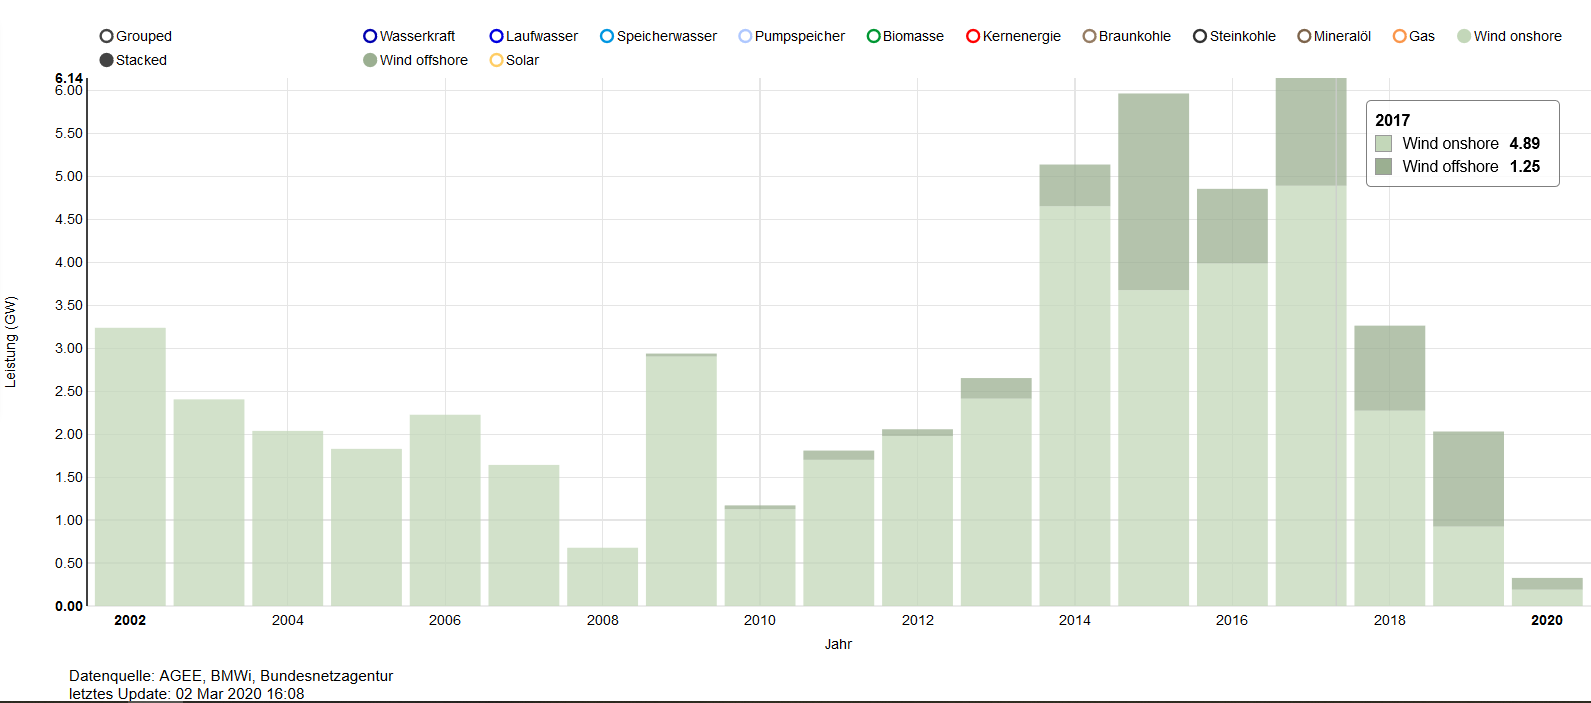 Grouped Wasserkraft Laufwasser Speicherwasser Pumpspeicher Biomasse Kernenergie Braunkohle Steinkohle Mineralöl Gas Wind onshore
Stacked Wind offshore Solar
6.14
6.00
5.50
5.00
4.50
4.00
3.50
3.00
2.50
2.00
1.50
1.00
0.50
0.00
Leistung (GW)
2017
Wind onshore 4.89
Wind offshore 1.25
2002 2004 2006 2008 2010 2012 2014 2016 2018 2020
Jahr
Datenquelle: AGEE, BMWi, Bundesnetzagentur
letztes Update: 02 Mar 2020 16:08